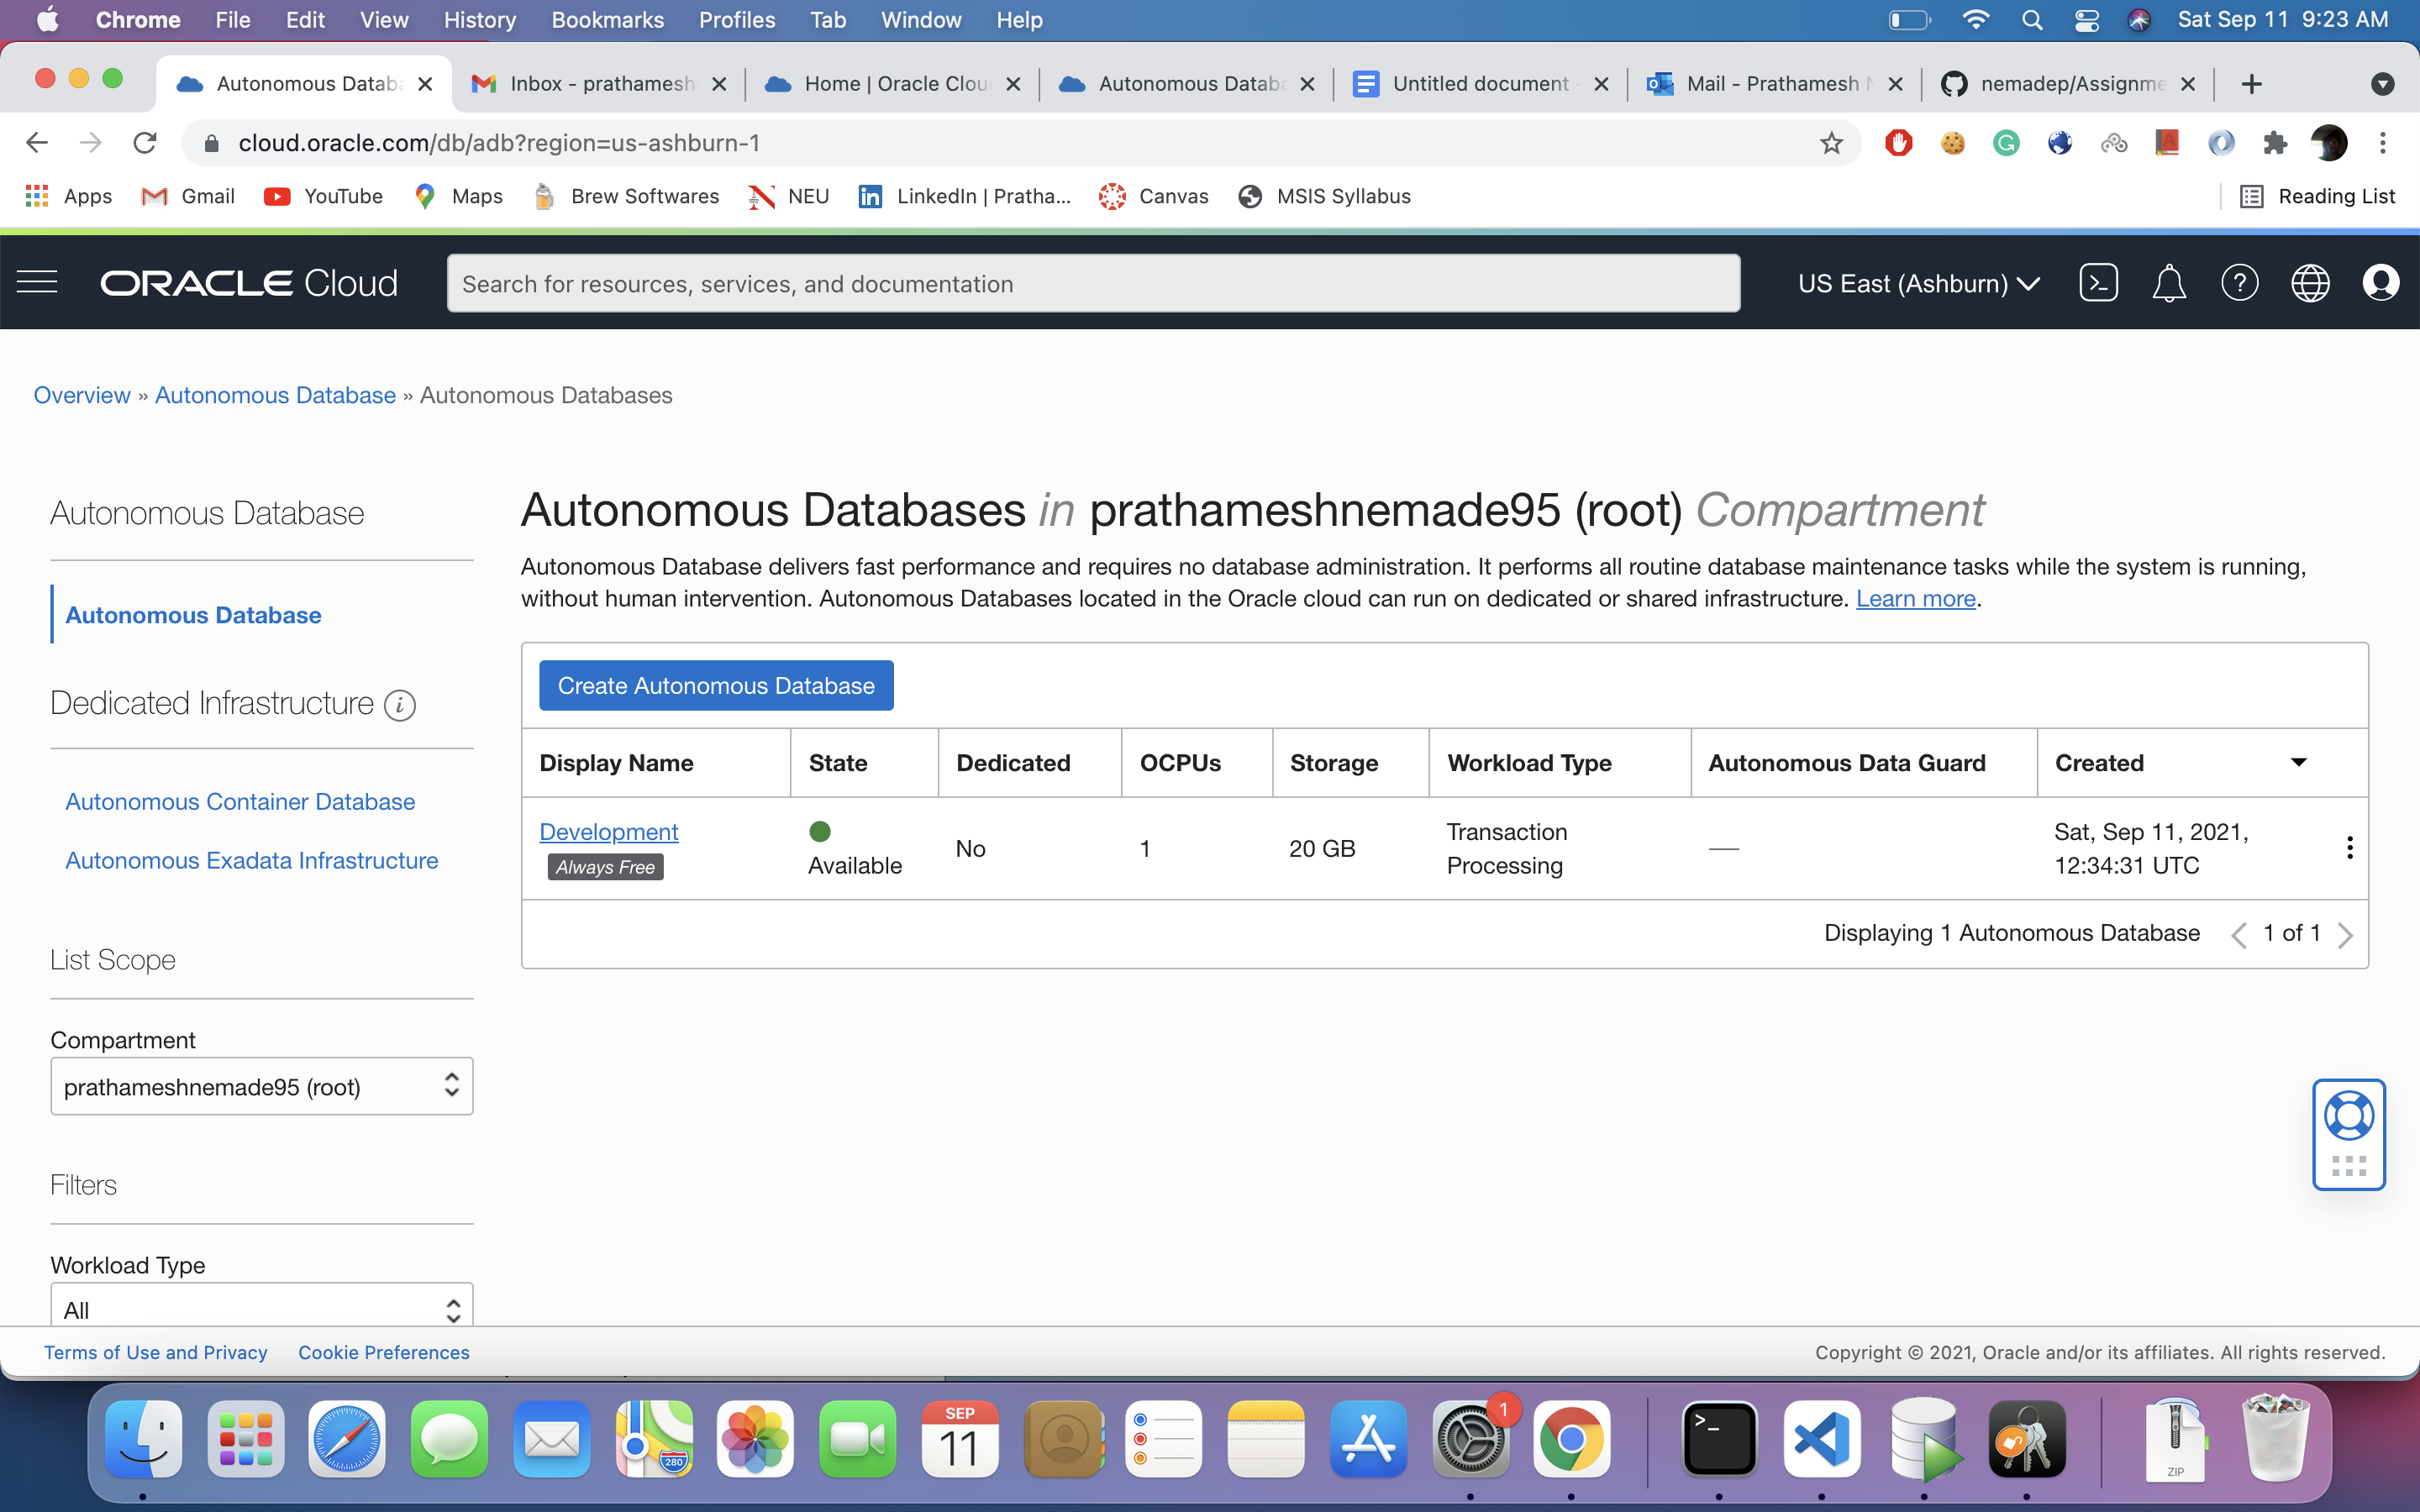 Chrome File Edit View History Bookmarks Profiles Tab Window Help Sat Sep 11 9:23 AM
Autonomous Datab Inbox - prathamesh Home | Oracle Clou Autonomous Datab Untitled document - Mail - Prathamesh N nemadep/Assignme
cloud.oracle.com/db/adb?region=us-ashburn-1
Apps Gmail YouTube Maps Brew Softwares NEU LinkedIn | Pratha... Canvas MSIS Syllabus Reading List
ORACLE Cloud Search for resources, services, and documentation US East (Ashburn)
Overview » Autonomous Database » Autonomous Databases
Autonomous Database
Autonomous Database
Dedicated Infrastructure i
Autonomous Container Database
Autonomous Exadata Infrastructure
List Scope
Compartment
prathameshnemade95 (root)
Filters
Workload Type
All
Autonomous Databases in prathameshnemade95 (root) Compartment
Autonomous Database delivers fast performance and requires no database administration. It performs all routine database maintenance tasks while the system is running,
without human intervention. Autonomous Databases located in the Oracle cloud can run on dedicated or shared infrastructure. Learn more.
Create Autonomous Database
Display Name State Dedicated OCPUs Storage Workload Type Autonomous Data Guard Created
Development Available No 1 20 GB Transaction Processing — Sat, Sep 11, 2021, 12:34:31 UTC
Always Free
Displaying 1 Autonomous Database 1 of 1
Terms of Use and Privacy Cookie Preferences Copyright © 2021, Oracle and/or its affiliates. All rights reserved.
280
SEP
11
1
ZIP